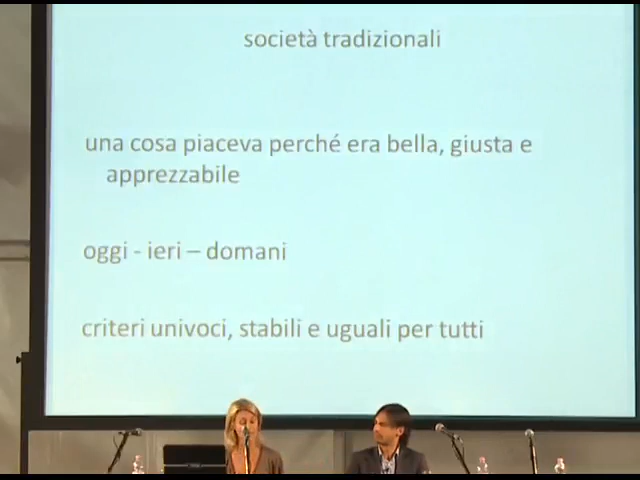 società tradizionali
una cosa piaceva perché era bella, giusta e
apprezzabile
oggi - ieri – domani
criteri univoci, stabili e uguali per tutti